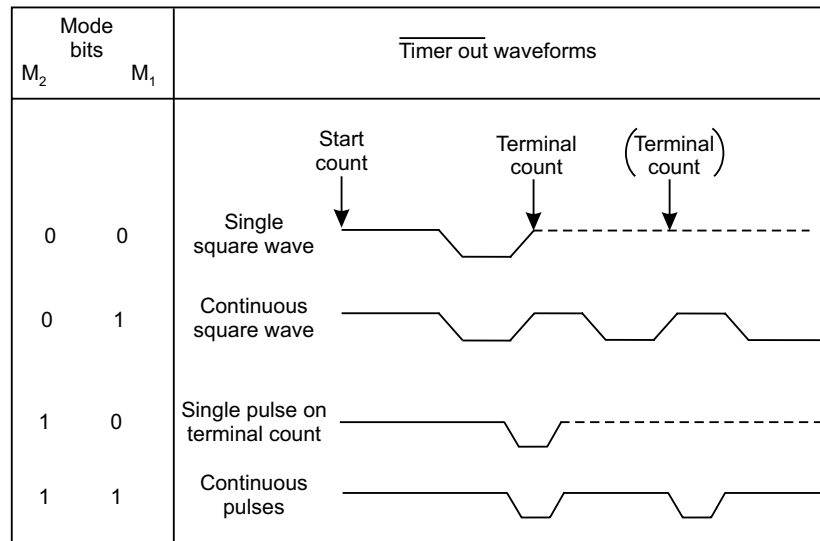 Mode
bits
M2 M1
Timer out waveforms
Start
count
Terminal
count
(Terminal
count)
0 0
Single
square wave
0 1
Continuous
square wave
1 0
Single pulse on
terminal count
1 1
Continuous
pulses